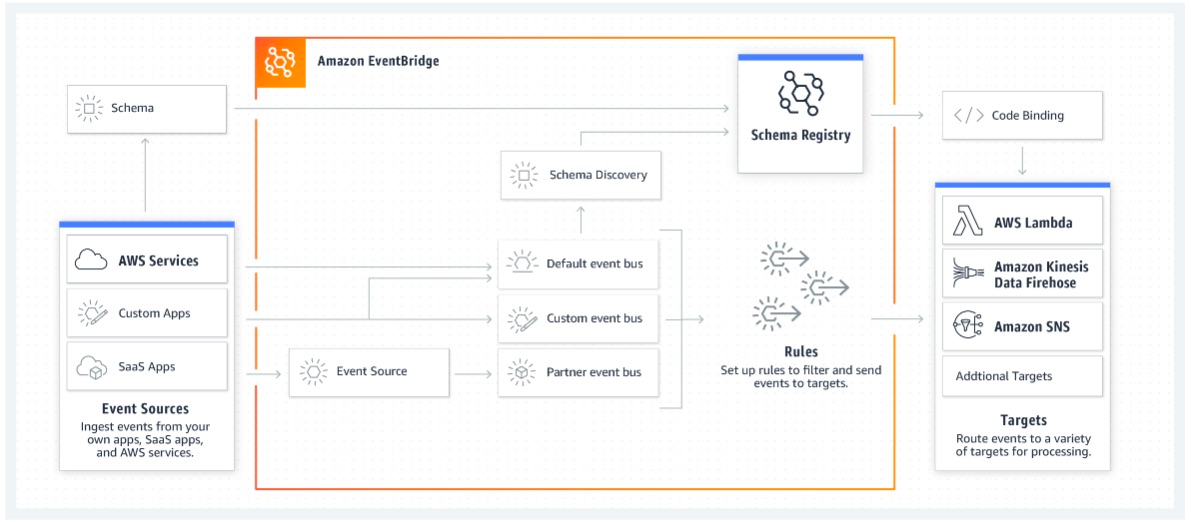 Amazon EventBridge
Schema
Schema Registry
</> Code Binding
Schema Discovery
AWS Services
Custom Apps
SaaS Apps
Event Sources
Ingest events from your
own apps, SaaS apps,
and AWS services.
Event Source
Default event bus
Custom event bus
Partner event bus
Rules
Set up rules to filter and send
events to targets.
AWS Lambda
Amazon Kinesis
Data Firehose
Amazon SNS
Addtional Targets
Targets
Route events to a variety
of targets for processing.